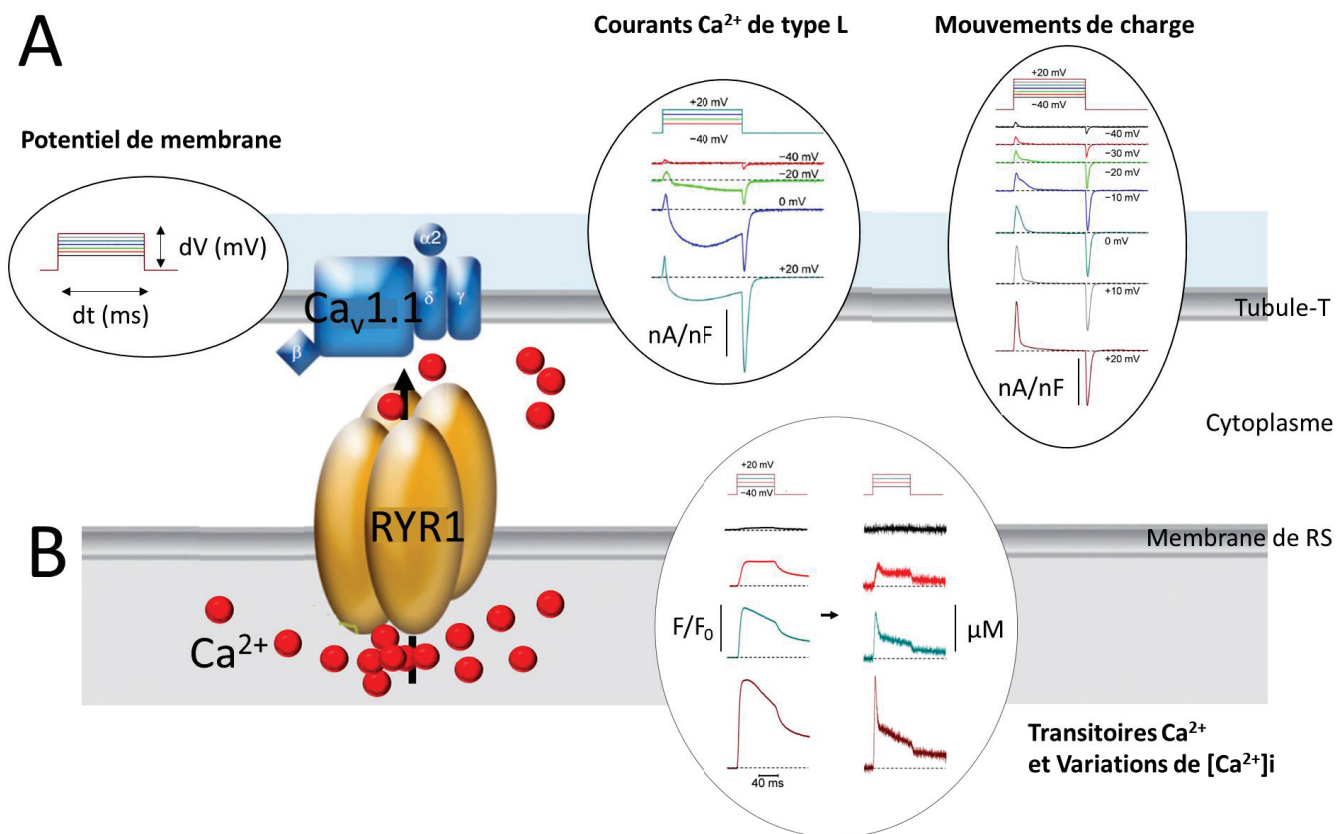 A
Courants Ca²⁺ de type L
Mouvements de charge
Potentiel de membrane
dV (mV)
dt (ms)
+20 mV
−40 mV
−40 mV
−20 mV
0 mV
+20 mV
nA/nF
+20 mV
−40 mV
−40 mV
−30 mV
−20 mV
−10 mV
0 mV
+10 mV
+20 mV
nA/nF
α2
Caᵥ1.1
δ
γ
β
Tubule-T
Cytoplasme
B
RYR1
Membrane de RS
Ca²⁺
+20 mV
−40 mV
F/F₀
µM
40 ms
Transitoires Ca²⁺
et Variations de [Ca²⁺]i